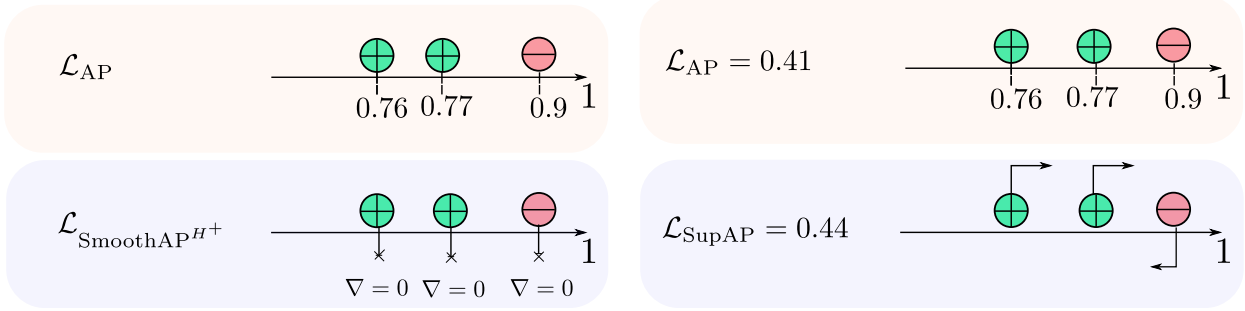 ℒ_AP
0.76 0.77 0.9 1
ℒ_AP = 0.41
0.76 0.77 0.9 1
ℒ_SmoothAP^{H^+}
1
∇ = 0 ∇ = 0 ∇ = 0
ℒ_SupAP = 0.44
1